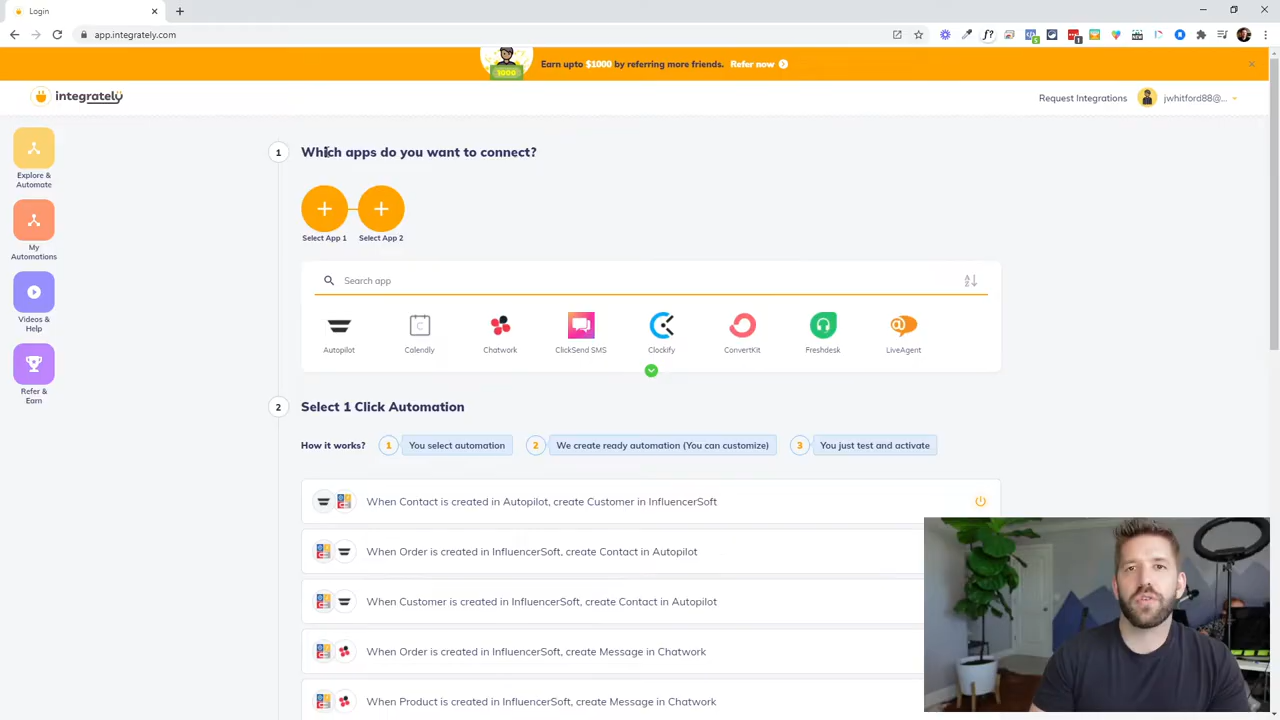 Login
app.integrately.com
1000
Earn upto $1000 by referring more friends. Refer now
integrately
Request Integrations
jwhitford88@...
Explore &
Automate
My
Automations
Videos &
Help
Refer &
Earn
1 Which apps do you want to connect?
Select App 1 Select App 2
Search app
Autopilot Calendly Chatwork ClickSend SMS Clockify ConvertKit Freshdesk LiveAgent
2 Select 1 Click Automation
How it works? 1 You select automation 2 We create ready automation (You can customize) 3 You just test and activate
When Contact is created in Autopilot, create Customer in InfluencerSoft
When Order is created in InfluencerSoft, create Contact in Autopilot
When Customer is created in InfluencerSoft, create Contact in Autopilot
When Order is created in InfluencerSoft, create Message in Chatwork
When Product is created in InfluencerSoft, create Message in Chatwork